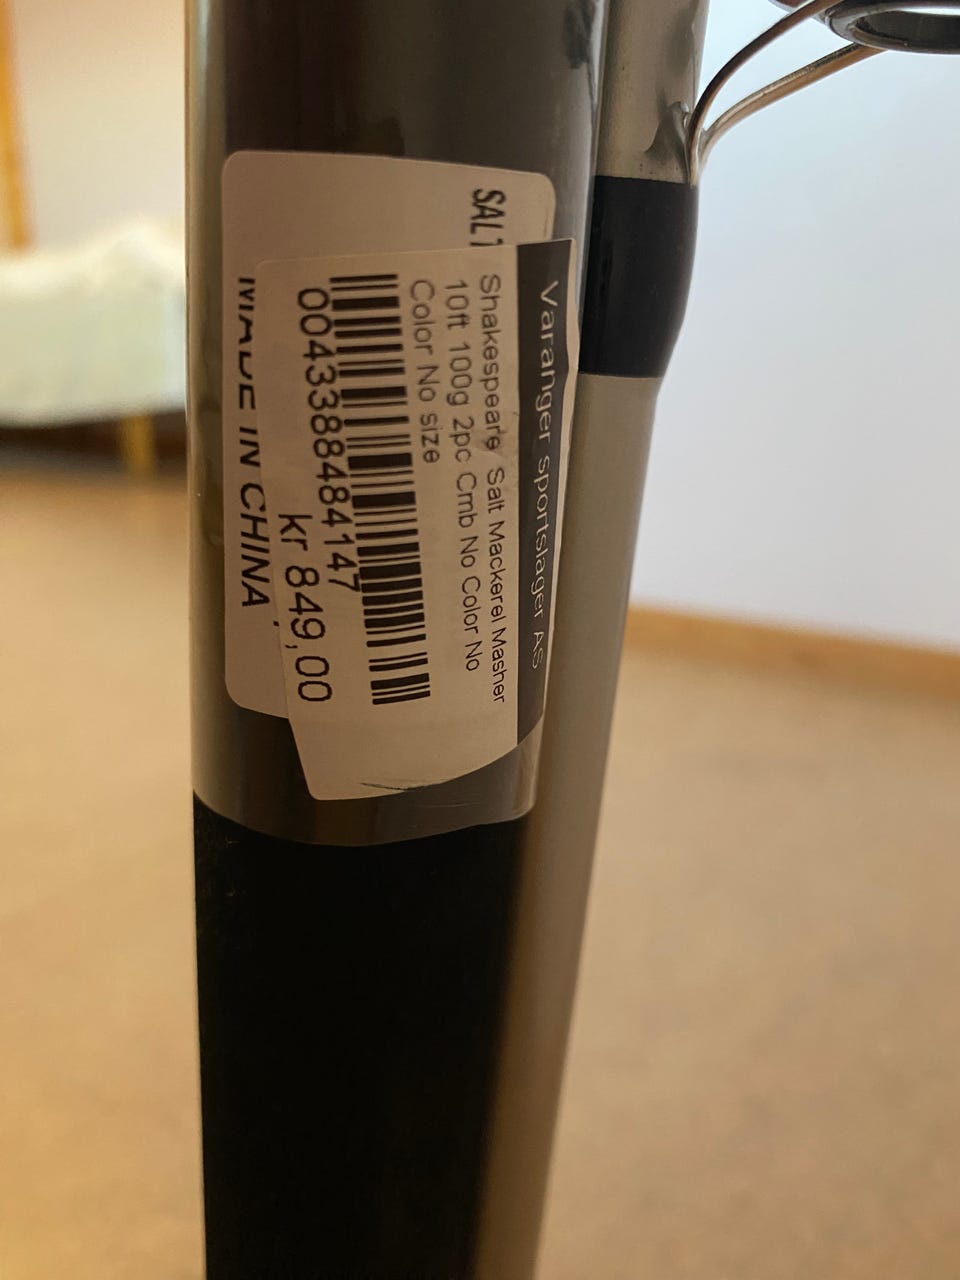 Varanger sportslager AS
Shakespeare Salt Mackerel Masher
10ft 100g 2pc Cmb No Color No
Color No size
0043388484147
kr 849,00
SALT
MADE IN CHINA